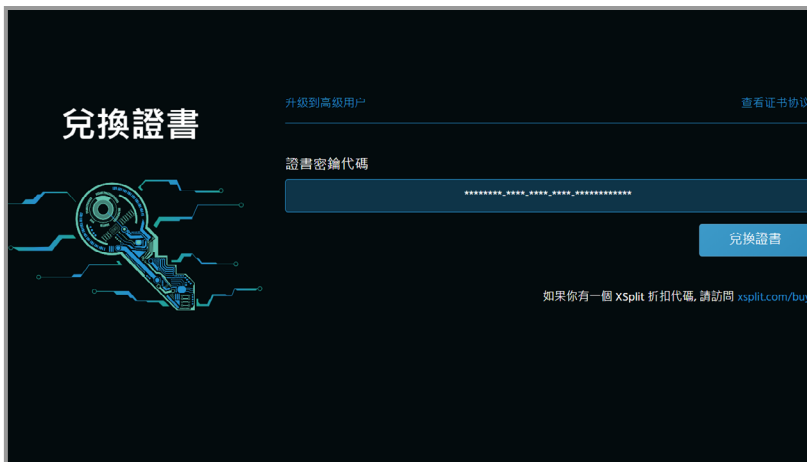 兌換證書
升級到高級用户
查看证书协议
證書密鑰代碼
********-****-****-****-************
兌換證書
如果你有一個 XSplit 折扣代碼, 請訪問 xsplit.com/buy